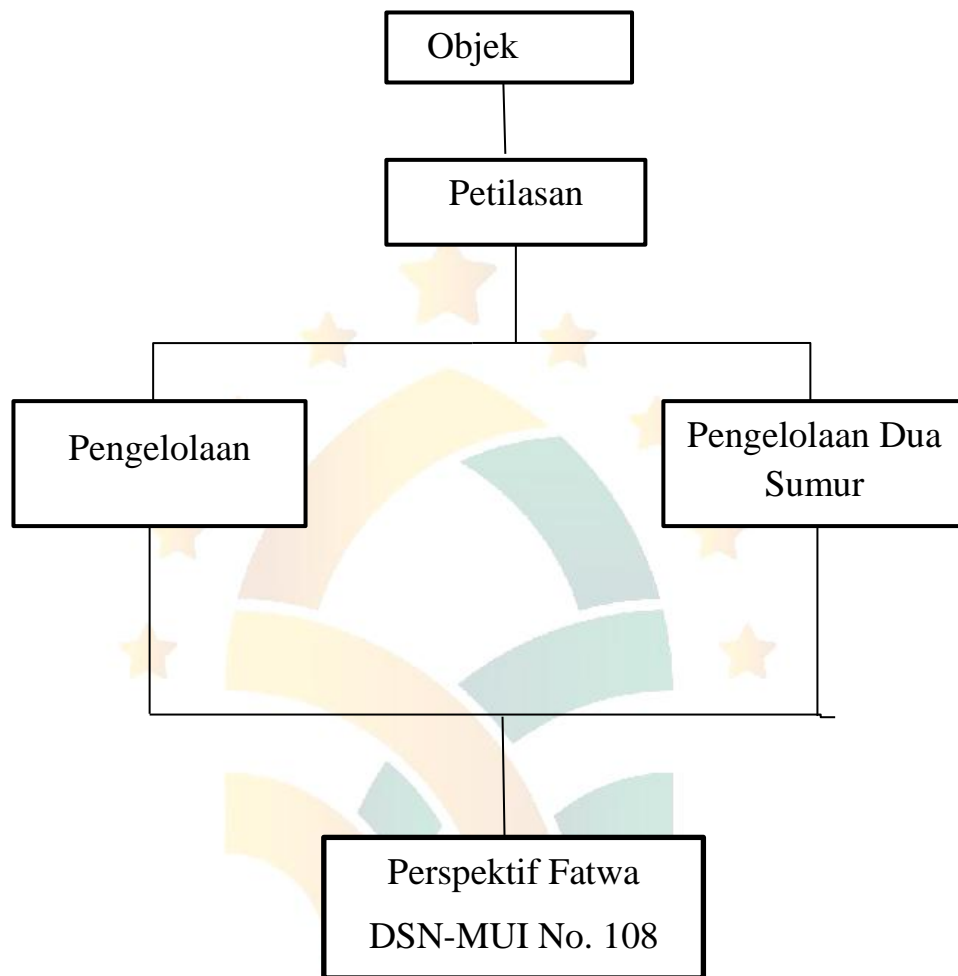 Objek
Petilasan
Pengelolaan
Pengelolaan Dua
Sumur
Perspektif Fatwa
DSN-MUI No. 108